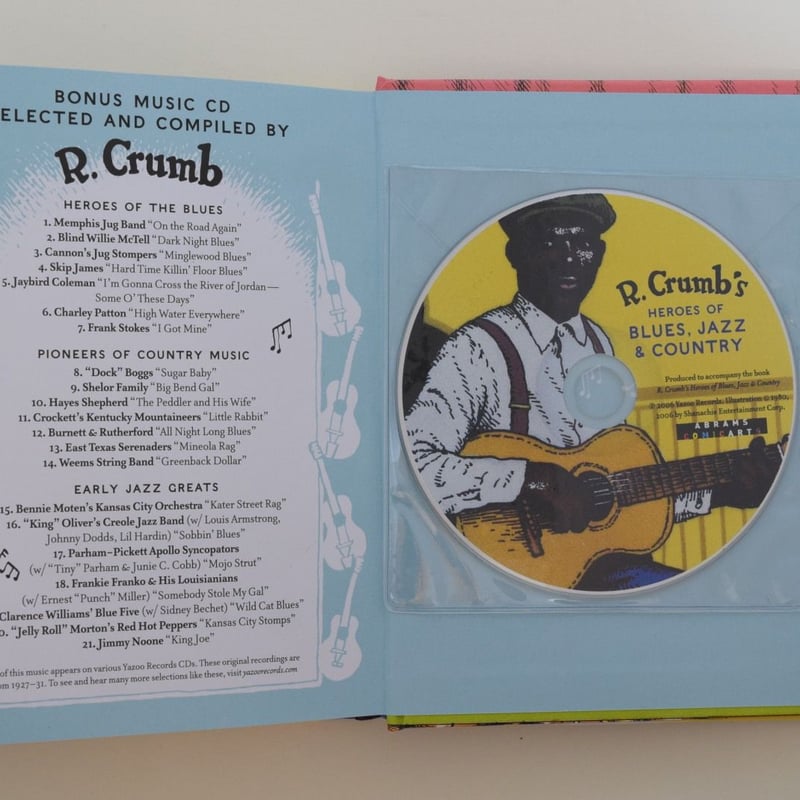 BONUS MUSIC CD
ELECTED AND COMPILED BY
R. Crumb
HEROES OF THE BLUES
1. Memphis Jug Band “On the Road Again”
2. Blind Willie McTell “Dark Night Blues”
3. Cannon's Jug Stompers “Minglewood Blues”
4. Skip James “Hard Time Killin' Floor Blues”
5. Jaybird Coleman “I'm Gonna Cross the River of Jordan—
Some O' These Days”
6. Charley Patton “High Water Everywhere”
7. Frank Stokes “I Got Mine”
PIONEERS OF COUNTRY MUSIC
8. “Dock” Boggs “Sugar Baby”
9. Shelor Family “Big Bend Gal”
10. Hayes Shepherd “The Peddler and His Wife”
11. Crockett's Kentucky Mountaineers “Little Rabbit”
12. Burnett & Rutherford “All Night Long Blues”
13. East Texas Serenaders “Mineola Rag”
14. Weems String Band “Greenback Dollar”
EARLY JAZZ GREATS
15. Bennie Moten's Kansas City Orchestra “Kater Street Rag”
16. “King” Oliver's Creole Jazz Band (w/ Louis Armstrong,
Johnny Dodds, Lil Hardin) “Sobbin' Blues”
17. Parham–Pickett Apollo Syncopators
(w/ “Tiny” Parham & Junie C. Cobb) “Mojo Strut”
18. Frankie Franko & His Louisianians
(w/ Ernest “Punch” Miller) “Somebody Stole My Gal”
Clarence Williams' Blue Five (w/ Sidney Bechet) “Wild Cat Blues”
0. “Jelly Roll” Morton's Red Hot Peppers “Kansas City Stomps”
21. Jimmy Noone “King Joe”
of this music appears on various Yazoo Records CDs. These original recordings are
om 1927–31. To see and hear many more selections like these, visit yazoorecords.com
R. Crumb's
HEROES OF
BLUES, JAZZ
& COUNTRY
Produced to accompany the book
R. Crumb's Heroes of Blues, Jazz & Country
℗ 2006 Yazoo Records. Illustration © 1980,
2006 by Shanachie Entertainment Corp.
ABRAMS
COMICARTS